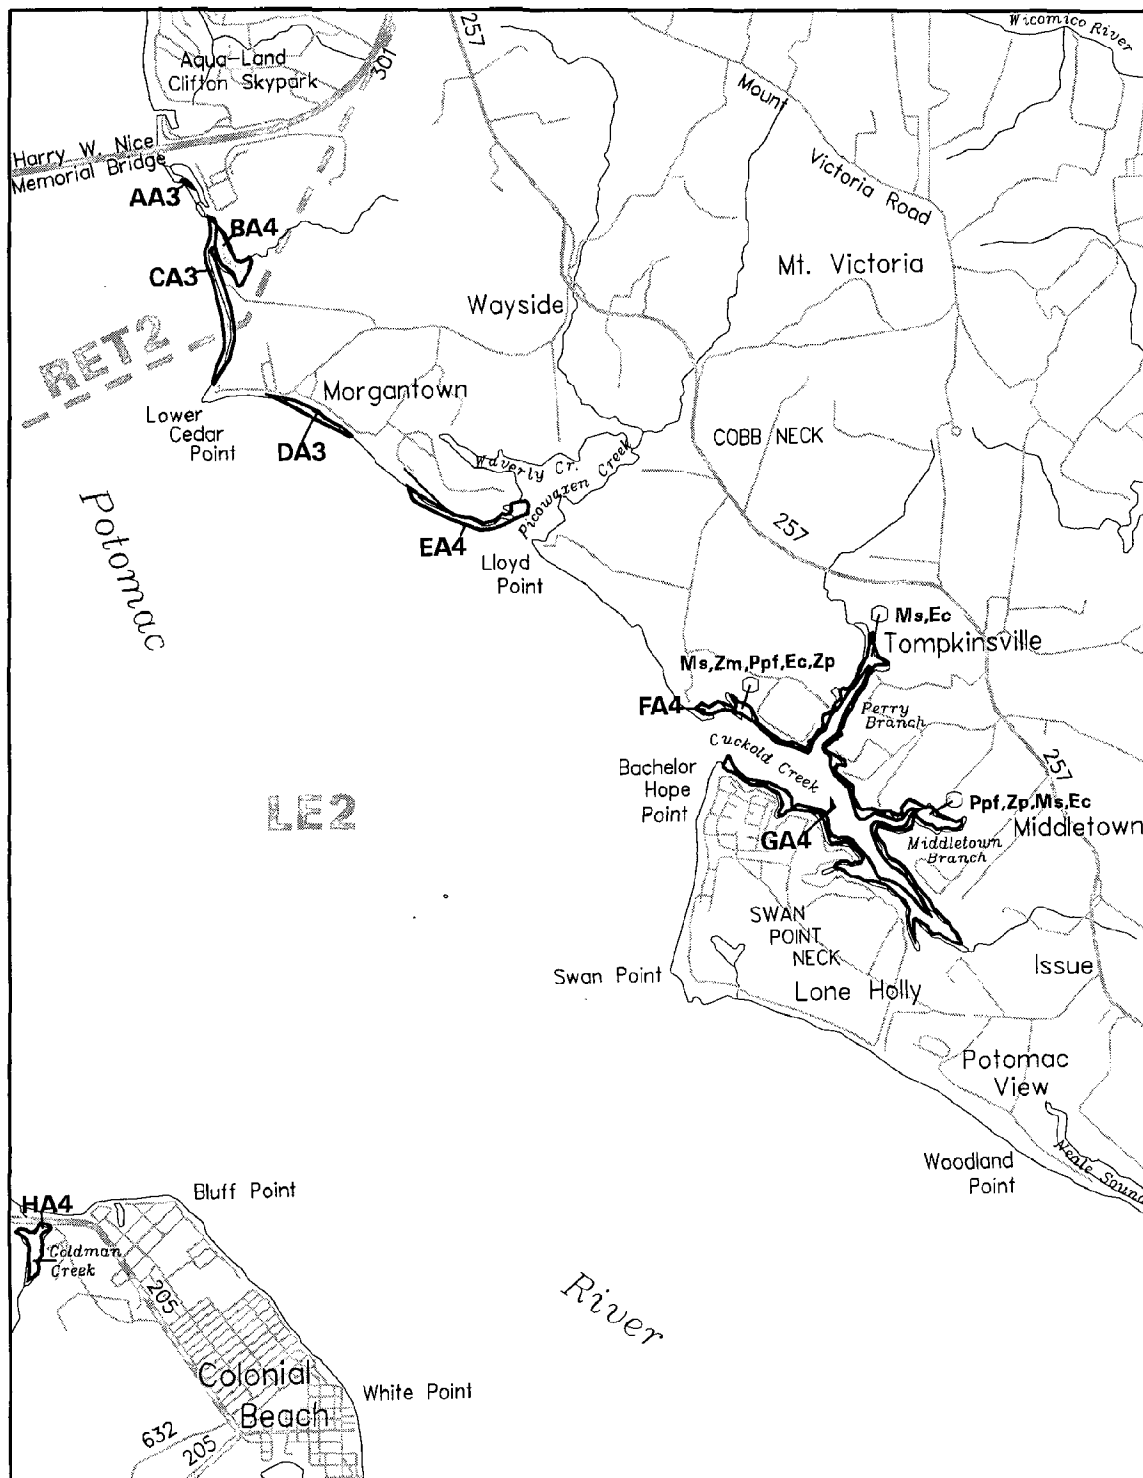 Wicomico River
257
Aqua-Land
Clifton Skypark
301
Mount
Victoria Road
Harry W. Nice
Memorial Bridge
AA3
BA4
CA3
Mt. Victoria
Wayside
RET2
Morgantown
Lower
Cedar
Point
DA3
COBB NECK
Waverly Cr.
Picowaxen Creek
Potomac
257
EA4
Lloyd
Point
Ms,Ec
Tompkinsville
Ms,Zm,Ppf,Ec,Zp
FA4
Perry
Branch
Cuckold Creek
Bachelor
Hope
Point
257
LE2
Ppf,Zp,Ms,Ec
Middletown
GA4
Middletown
Branch
SWAN
POINT
NECK
Swan Point
Issue
Lone Holly
Potomac
View
Woodland
Point
Neale Sound
HA4
Bluff Point
Goldman
Creek
205
River
Colonial
Beach
White Point
632
205